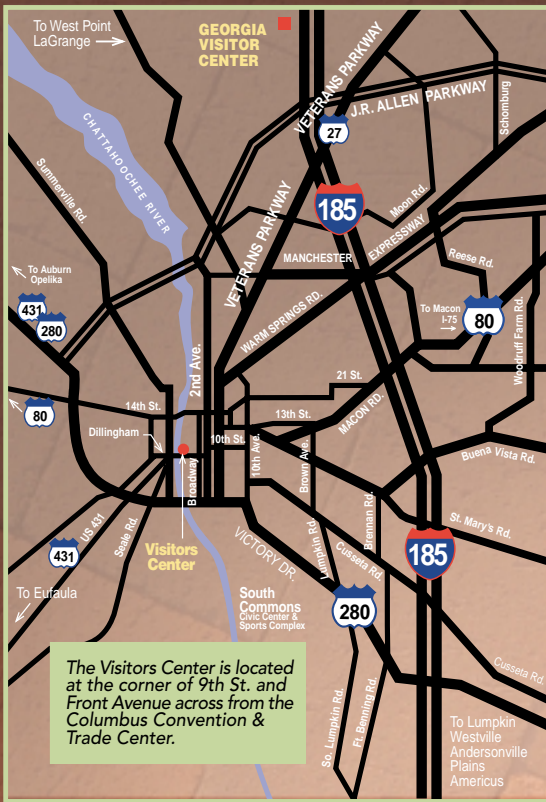 To West Point
LaGrange
GEORGIA
VISITOR
CENTER
VETERANS PARKWAY
27
J.R. ALLEN PARKWAY
Schomburg
CHATTAHOOCHEE RIVER
Summerville Rd.
185
Moon Rd.
VETERANS PARKWAY
MANCHESTER
EXPRESSWAY
Reese Rd.
To Auburn
Opelika
431
280
To Macon
I-75
80
WARM SPRINGS RD.
Woodruff Farm Rd.
2nd Ave.
21 St.
80
14th St.
13th St.
MACON RD.
Dillingham
10th St.
10th Ave.
Brown Ave.
Buena Vista Rd.
Broadway
US 431
Seale Rd.
431
Visitors
Center
VICTORY DR.
Lumpkin Rd.
Brennan Rd.
St. Mary's Rd.
Cusseta Rd.
185
To Eufaula
South
Commons
Civic Center &
Sports Complex
280
Cusseta Rd.
The Visitors Center is located
at the corner of 9th St. and
Front Avenue across from the
Columbus Convention &
Trade Center.
So. Lumpkin Rd.
Ft. Benning Rd.
To Lumpkin
Westville
Andersonville
Plains
Americus